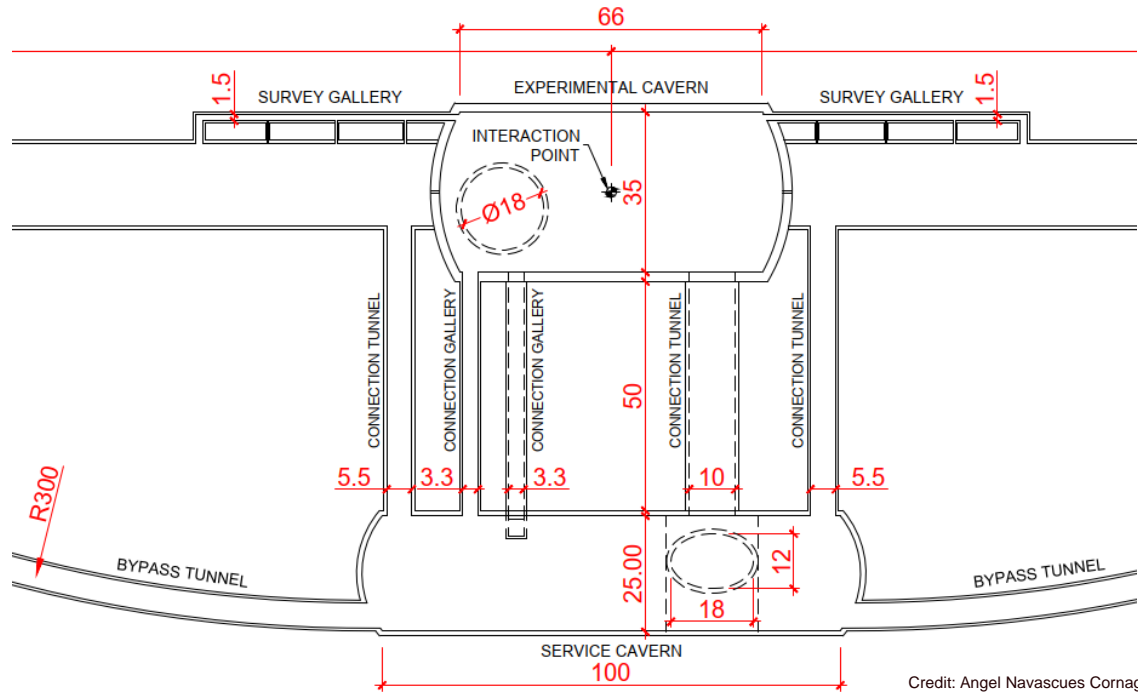 66
1.5
SURVEY GALLERY
EXPERIMENTAL CAVERN
SURVEY GALLERY
1.5
INTERACTION
POINT
Ø18
35
CONNECTION TUNNEL
CONNECTION GALLERY
CONNECTION GALLERY
50
CONNECTION TUNNEL
CONNECTION TUNNEL
5.5
3.3
3.3
10
5.5
R300
BYPASS TUNNEL
25.00
12
18
BYPASS TUNNEL
SERVICE CAVERN
100
Credit: Angel Navascues Cornag